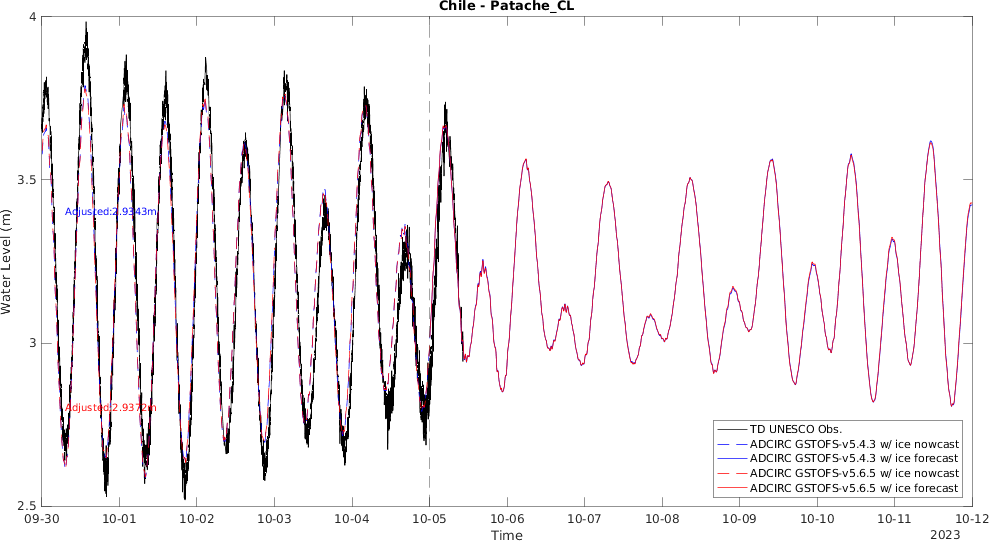 Chile - Patache_CL
4
3.5
3
2.5
Water Level (m)
Adjusted:2.9343m
Adjusted:2.9372m
TD UNESCO Obs.
ADCIRC GSTOFS-v5.4.3 w/ ice nowcast
ADCIRC GSTOFS-v5.4.3 w/ ice forecast
ADCIRC GSTOFS-v5.6.5 w/ ice nowcast
ADCIRC GSTOFS-v5.6.5 w/ ice forecast
09-30 10-01 10-02 10-03 10-04 10-05 10-06 10-07 10-08 10-09 10-10 10-11 10-12
Time
2023